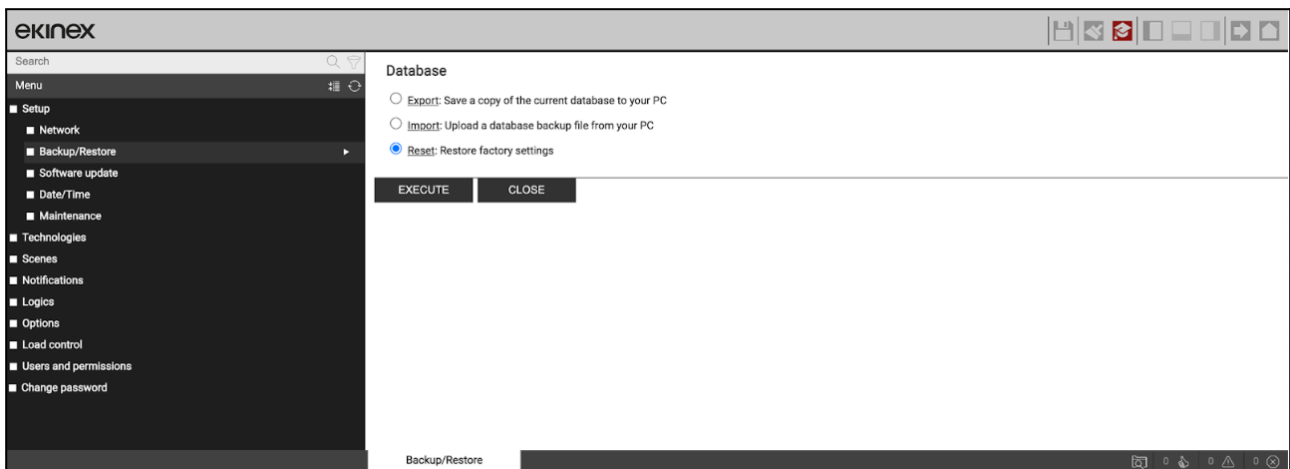 ekinex
Search
Menu
Setup
Network
Backup/Restore
Software update
Date/Time
Maintenance
Technologies
Scenes
Notifications
Logics
Options
Load control
Users and permissions
Change password
Database
Export: Save a copy of the current database to your PC
Import: Upload a database backup file from your PC
Reset: Restore factory settings
EXECUTE CLOSE
Backup/Restore
0 0 0